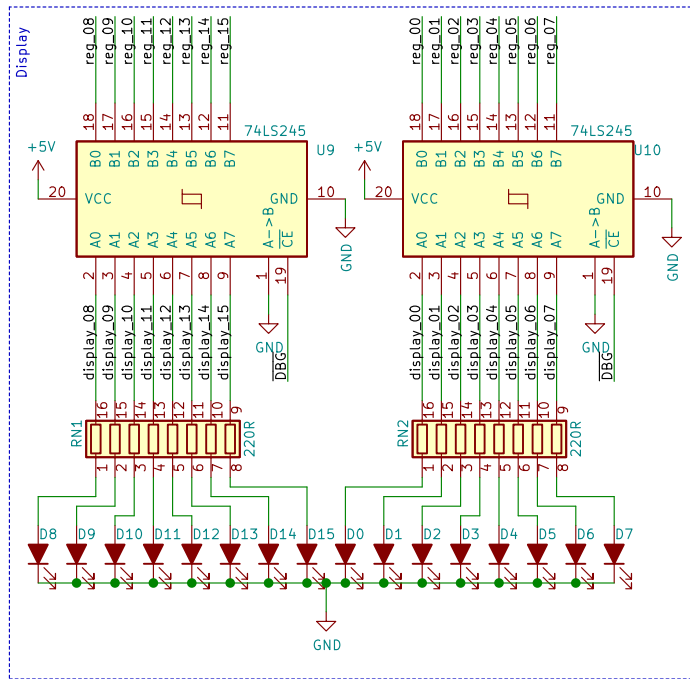 Display
reg_08 reg_09 reg_10 reg_11 reg_12 reg_13 reg_14 reg_15
reg_00 reg_01 reg_02 reg_03 reg_04 reg_05 reg_06 reg_07
18 17 16 15 14 13 12 11
18 17 16 15 14 13 12 11
74LS245
74LS245
+5V
U9
+5V
U10
B0 B1 B2 B3 B4 B5 B6 B7
B0 B1 B2 B3 B4 B5 B6 B7
20 VCC GND 10
20 VCC GND 10
A0 A1 A2 A3 A4 A5 A6 A7 A->B CE
A0 A1 A2 A3 A4 A5 A6 A7 A->B CE
GND
GND
2 3 4 5 6 7 8 9 1 19
2 3 4 5 6 7 8 9 1 19
display_08 display_09 display_10 display_11 display_12 display_13 display_14 display_15
GND
DBG
display_00 display_01 display_02 display_03 display_04 display_05 display_06 display_07
GND
DBG
16 15 14 13 12 11 10 9
16 15 14 13 12 11 10 9
RN1 220R
RN2 220R
1 2 3 4 5 6 7 8
1 2 3 4 5 6 7 8
D8 D9 D10 D11 D12 D13 D14 D15 D0 D1 D2 D3 D4 D5 D6 D7
GND